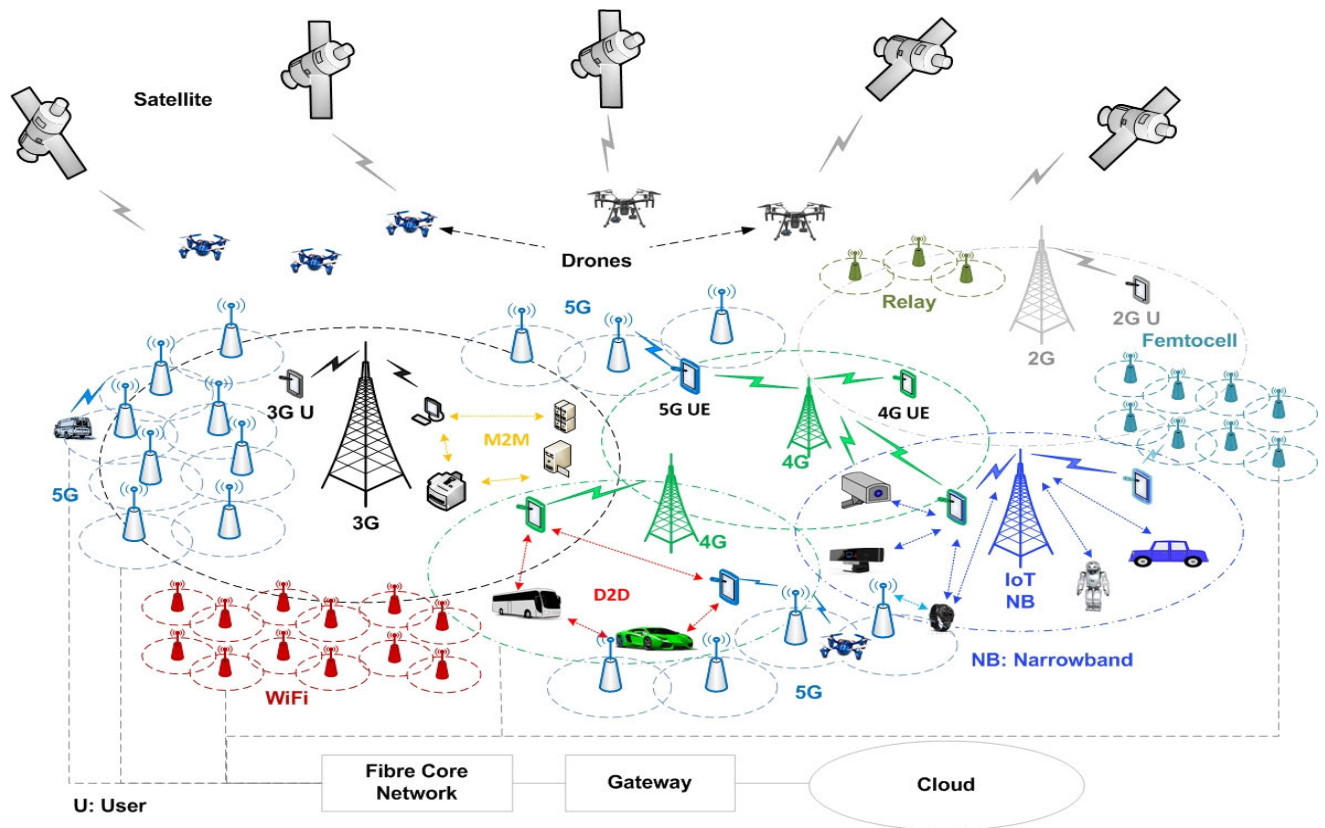 Satellite
Drones
Relay
5G
2G U
2G
Femtocell
3G U
5G UE
4G UE
M2M
4G
5G
3G
4G
IoT
NB
D2D
NB: Narrowband
WiFi
5G
Fibre Core
Network
Gateway
Cloud
U: User